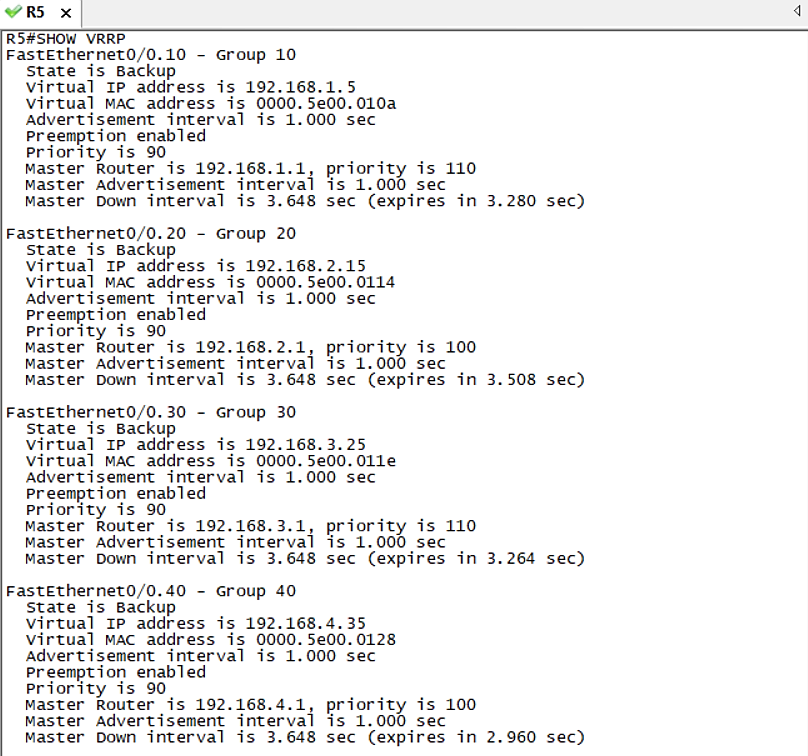 R5
R5#SHOW VRRP
FastEthernet0/0.10 - Group 10
State is Backup
Virtual IP address is 192.168.1.5
Virtual MAC address is 0000.5e00.010a
Advertisement interval is 1.000 sec
Preemption enabled
Priority is 90
Master Router is 192.168.1.1, priority is 110
Master Advertisement interval is 1.000 sec
Master Down interval is 3.648 sec (expires in 3.280 sec)
FastEthernet0/0.20 - Group 20
State is Backup
Virtual IP address is 192.168.2.15
Virtual MAC address is 0000.5e00.0114
Advertisement interval is 1.000 sec
Preemption enabled
Priority is 90
Master Router is 192.168.2.1, priority is 100
Master Advertisement interval is 1.000 sec
Master Down interval is 3.648 sec (expires in 3.508 sec)
FastEthernet0/0.30 - Group 30
State is Backup
Virtual IP address is 192.168.3.25
Virtual MAC address is 0000.5e00.011e
Advertisement interval is 1.000 sec
Preemption enabled
Priority is 90
Master Router is 192.168.3.1, priority is 110
Master Advertisement interval is 1.000 sec
Master Down interval is 3.648 sec (expires in 3.264 sec)
FastEthernet0/0.40 - Group 40
State is Backup
Virtual IP address is 192.168.4.35
Virtual MAC address is 0000.5e00.0128
Advertisement interval is 1.000 sec
Preemption enabled
Priority is 90
Master Router is 192.168.4.1, priority is 100
Master Advertisement interval is 1.000 sec
Master Down interval is 3.648 sec (expires in 2.960 sec)